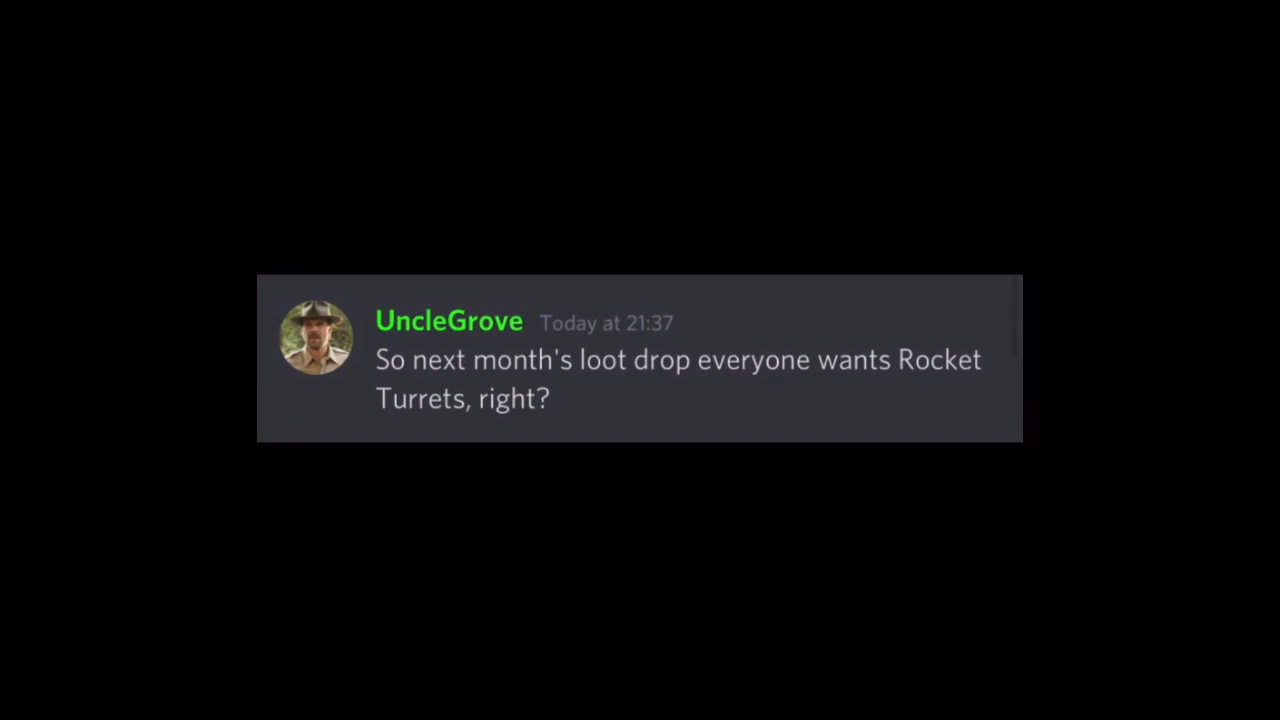 UncleGrove Today at 21:37
So next month's loot drop everyone wants Rocket
Turrets, right?